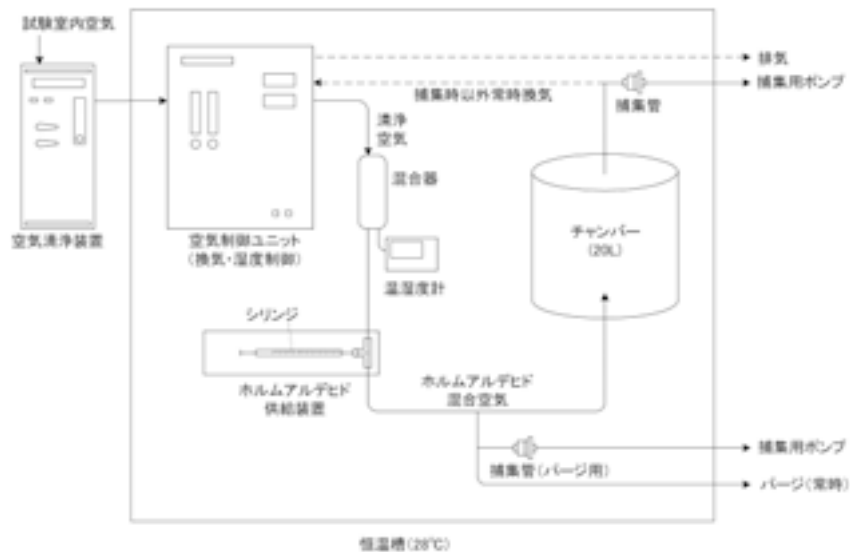 試験室内空気
排気
捕集用ポンプ
捕集時以外常時換気
捕集管
清浄
空気
混合器
空気清浄装置
空気制御ユニット
(換気・湿度制御)
温湿度計
チャンバー
(20L)
シリンジ
ホルムアルデヒド
供給装置
ホルムアルデヒド
混合空気
捕集用ポンプ
捕集管(パージ用)
パージ(常時)
恒温槽(28℃)